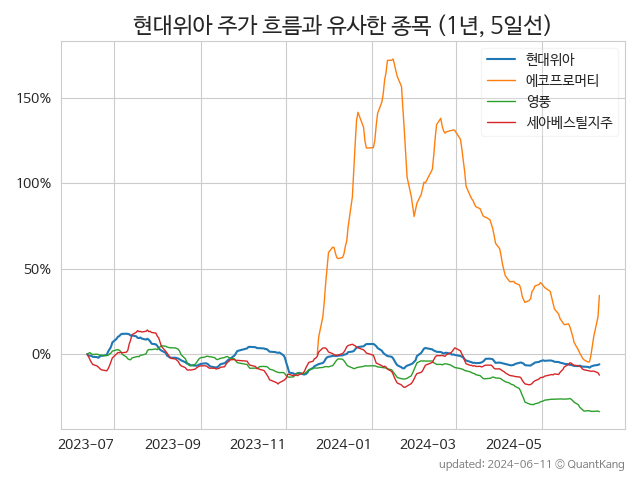 현대위아 주가 흐름과 유사한 종목 (1년, 5일선)
현대위아
에코프로머티
영풍
세아베스틸지주
150%
100%
50%
0%
2023-07 2023-09 2023-11 2024-01 2024-03 2024-05
updated: 2024-06-11 © QuantKang